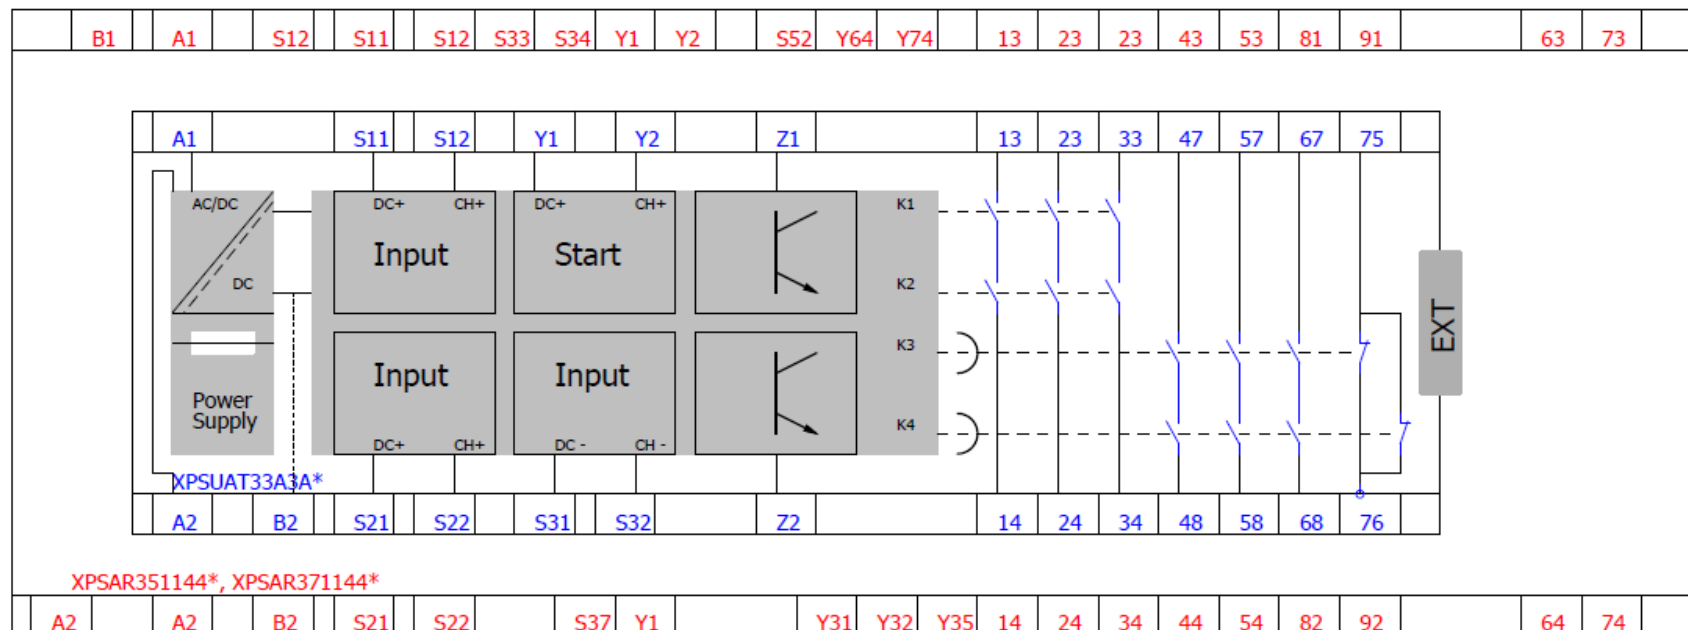 B1 A1 S12 S11 S12 S33 S34 Y1 Y2 S52 Y64 Y74 13 23 23 43 53 81 91 63 73
A1 S11 S12 Y1 Y2 Z1 13 23 33 47 57 67 75
AC/DC DC+ CH+ DC+ CH+ K1
Input Start
DC K2
EXT
K3
Input Input
Power
Supply
K4
DC+ CH+ DC - CH -
XPSUAT33A3A*
A2 B2 S21 S22 S31 S32 Z2 14 24 34 48 58 68 76
XPSAR351144*, XPSAR371144*
A2 A2 B2 S21 S22 S37 Y1 Y31 Y32 Y35 14 24 34 44 54 82 92 64 74